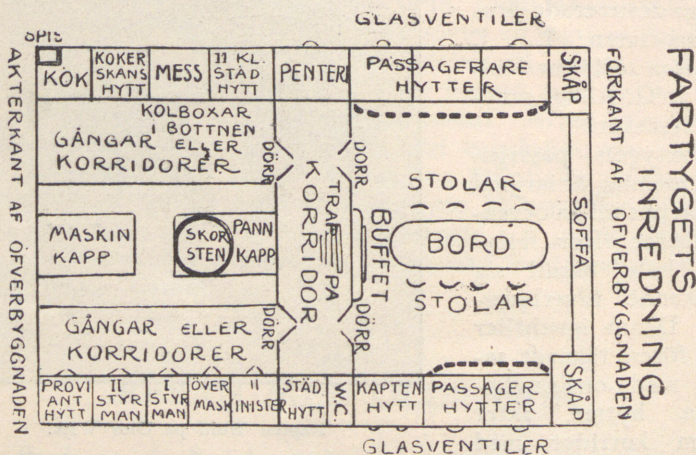 GLASVENTILER
SPIS
KÖK
KOKER
SKANS
HYTT
MESS
II KL.
STÄD
HYTT
PENTERI
PASSAGERARE
HYTTER
SKÅP
KOLBOXAR
I BOTTNEN
ELLER
GÅNGAR
KORRIDORER
DÖRR
DÖRR
MASKIN
KAPP
SKOR
STEN
PANN
KAPP
KORRIDOR
TRAPPA
BUFFET
STOLAR
BORD
STOLAR
SOFFA
GÅNGAR ELLER
KORRIDORER
DÖRR
DÖRR
PROVI
ANT
HYTT
II
STYR
MAN
I
STYR
MAN
ÖVER
MASK
II
INISTER
STÄD
HYTT
W.C.
KAPTEN
HYTT
PASSAGER
HYTTER
SKÅP
GLASVENTILER
AKTERKANT AF ÖFVERBYGGNADEN
FÖRKANT AF ÖFVERBYGGNADEN
FARTYGETS
INREDNING